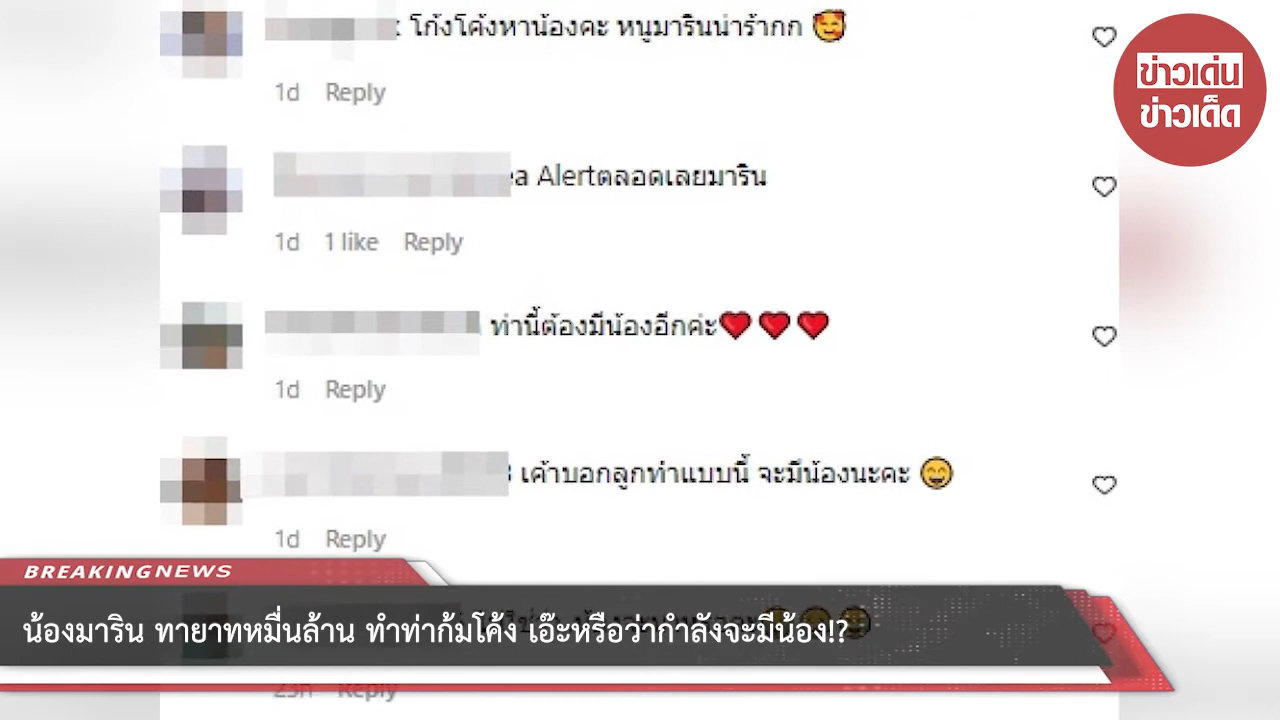 โก้งโค้งหาน้องคะ หนูมารินน่าร้ากก 🥰
ข่าวเด่น
ข่าวเด็ด
1d Reply
Alertตลอดเลยมาริน
1d 1 like Reply
ท่านี้ต้องมีน้องอีกค่ะ❤❤❤
1d Reply
เค้าบอกลูกทำแบบนี้ จะมีน้องนะคะ 😄
1d Reply
BREAKINGNEWS
น้องมาริน ทายาทหมื่นล้าน ทำท่าก้มโค้ง เอ๊ะหรือว่ากำลังจะมีน้อง!?
Reply